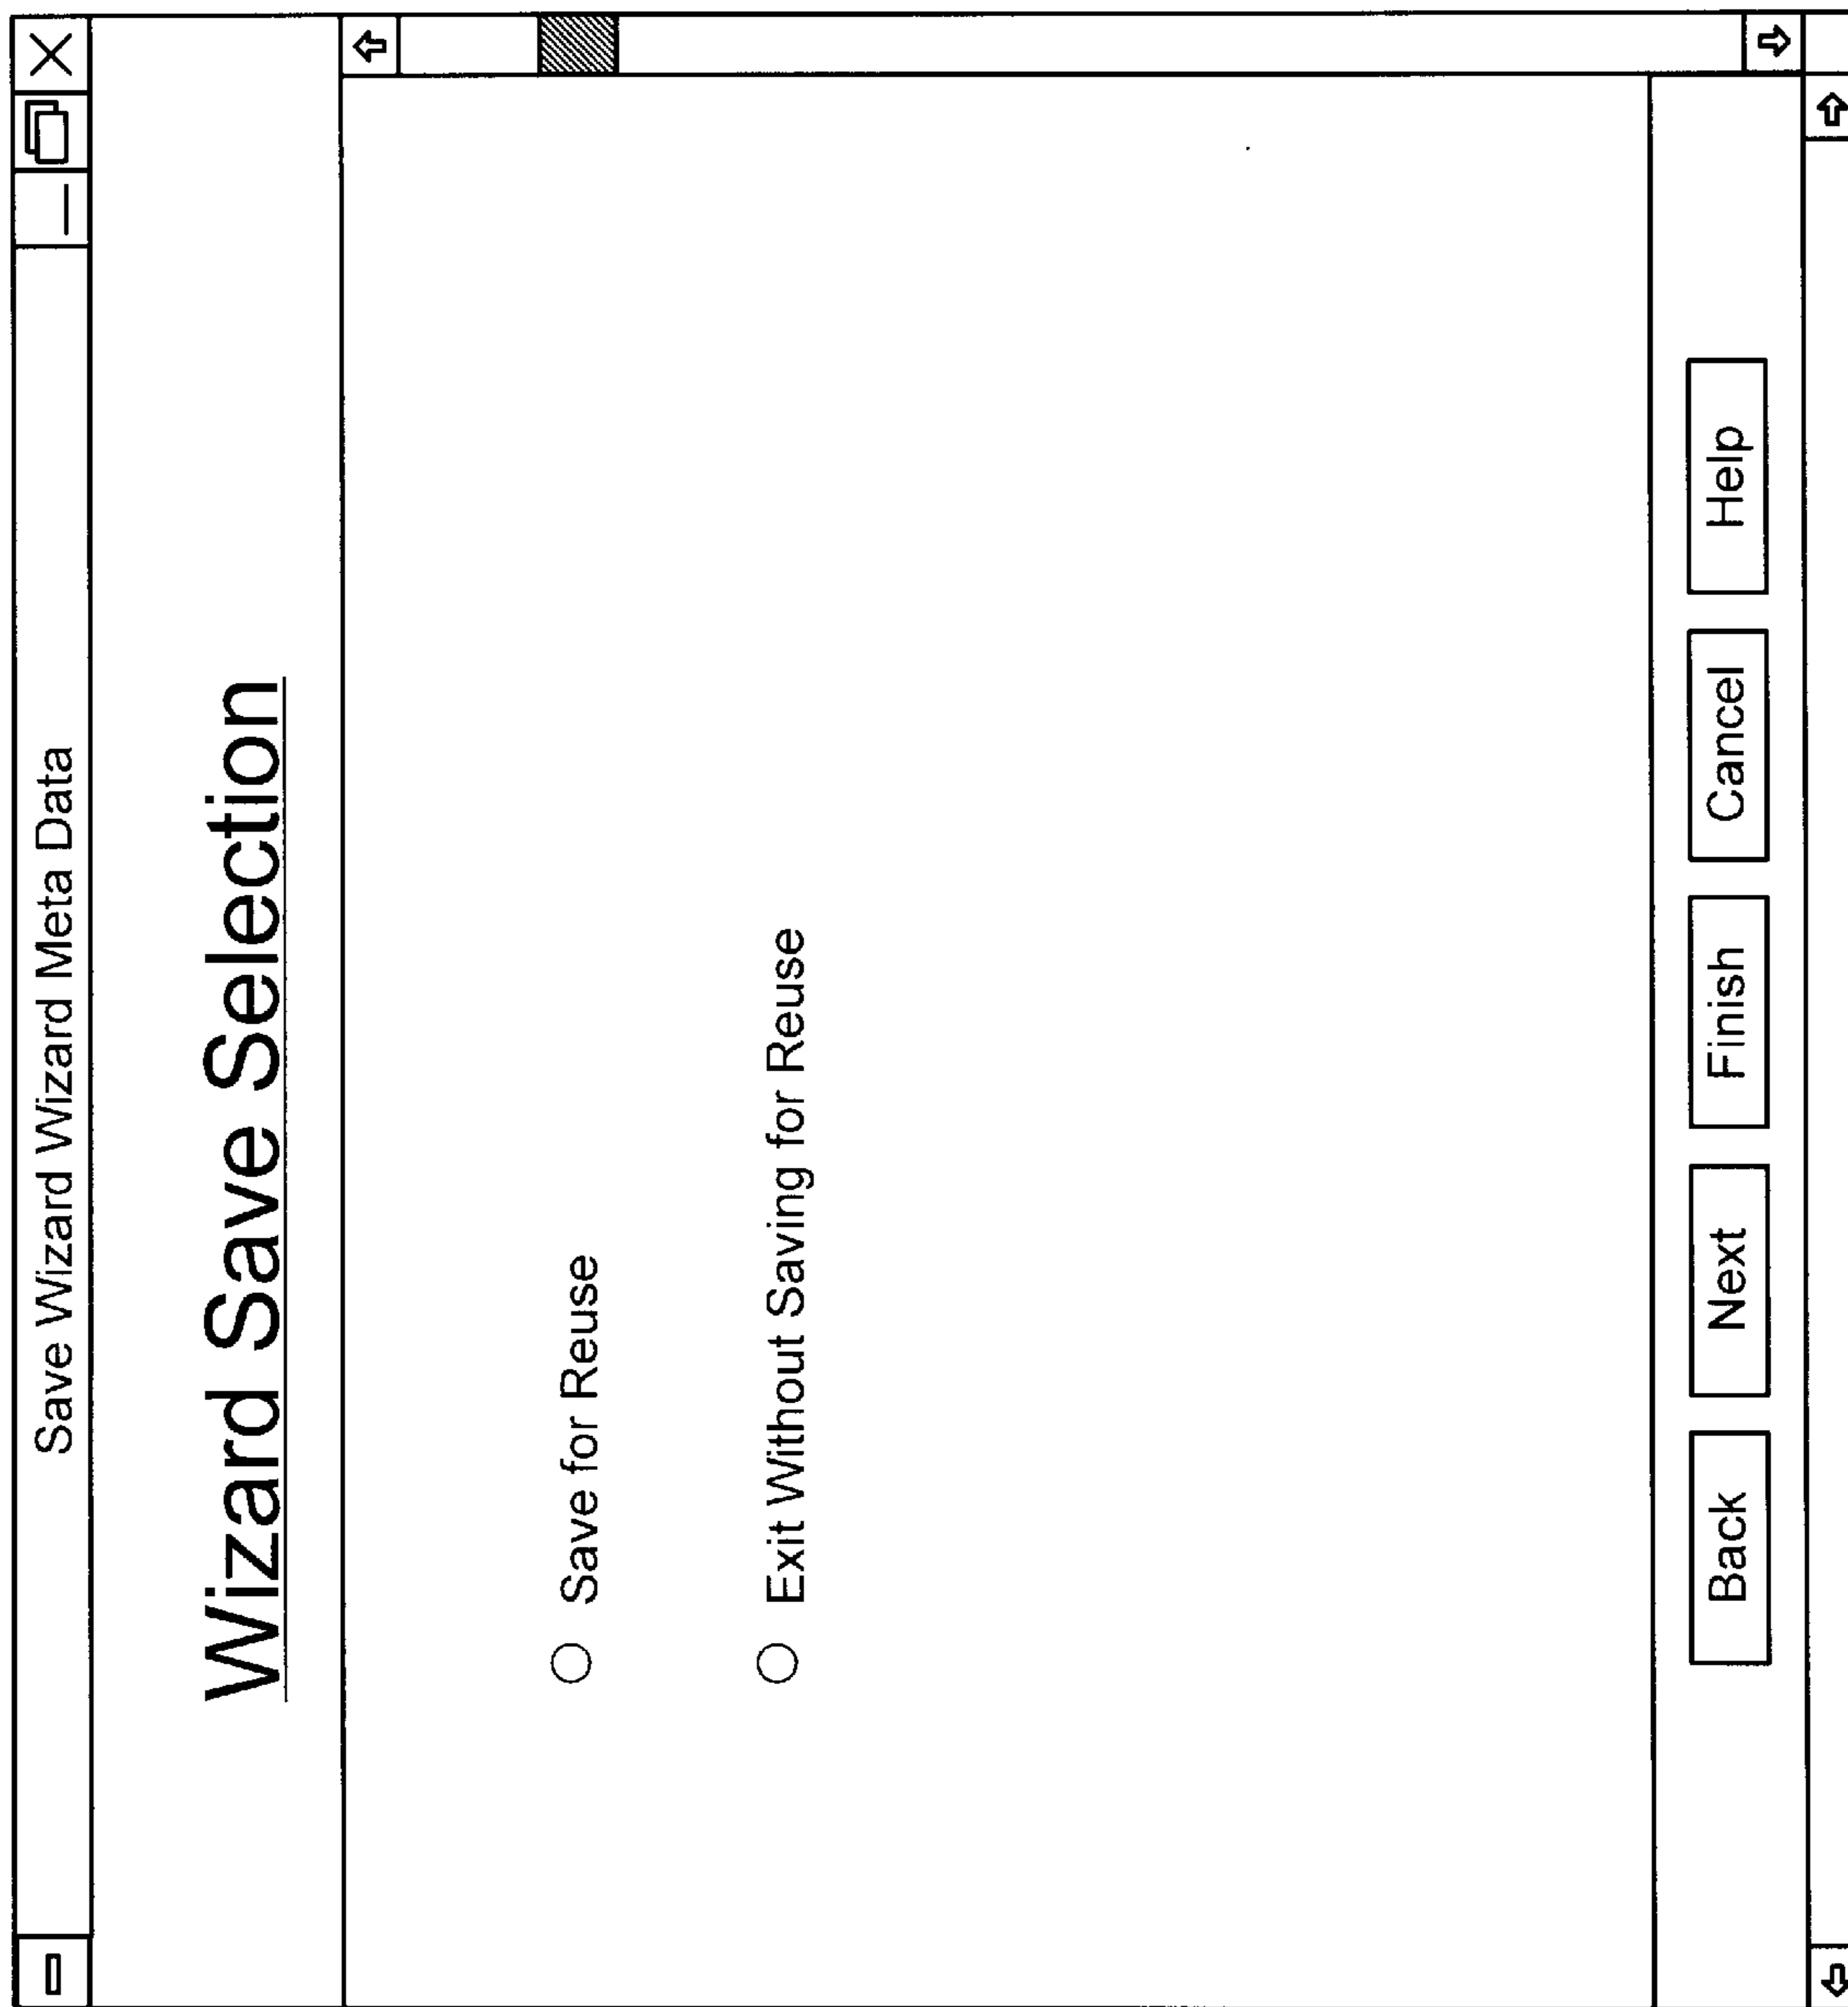 Save Wizard Wizard Meta Data
Wizard Save Selection
Save for Reuse
Exit Without Saving for Reuse
Back Next Finish Cancel Help